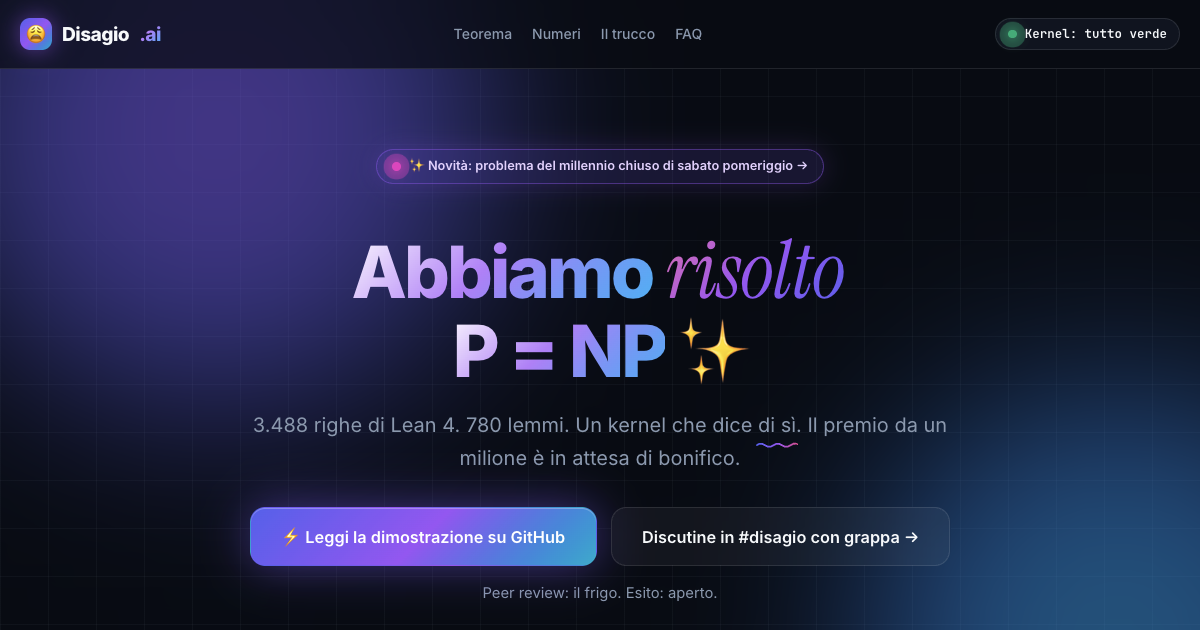 Disagio .ai
Teorema Numeri Il trucco FAQ
Kernel: tutto verde
✨ Novità: problema del millennio chiuso di sabato pomeriggio →
Abbiamo risolto
P = NP ✨
3.488 righe di Lean 4. 780 lemmi. Un kernel che dice di sì. Il premio da un
milione è in attesa di bonifico.
⚡ Leggi la dimostrazione su GitHub
Discutine in #disagio con grappa →
Peer review: il frigo. Esito: aperto.